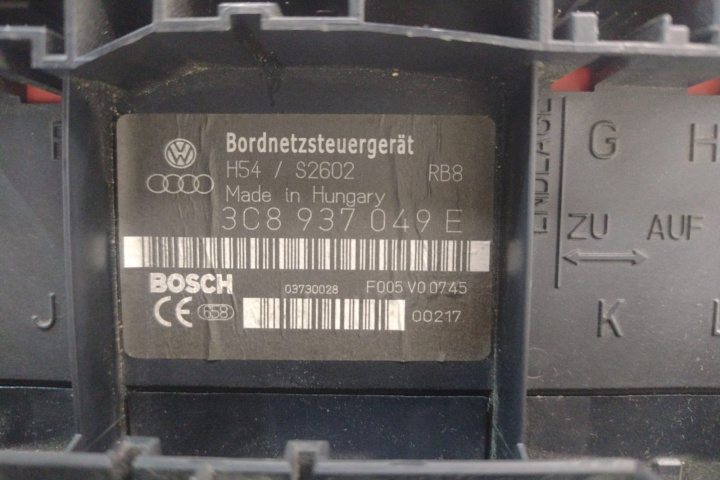 Bordnetzsteuergerät
H54 / S2602 RB8
Made in Hungary
3C8 937 049 E
BOSCH 03730028 F005 V0 0745
CE 658 00217
ENDLAGE
G H
ZU AUF
J K L